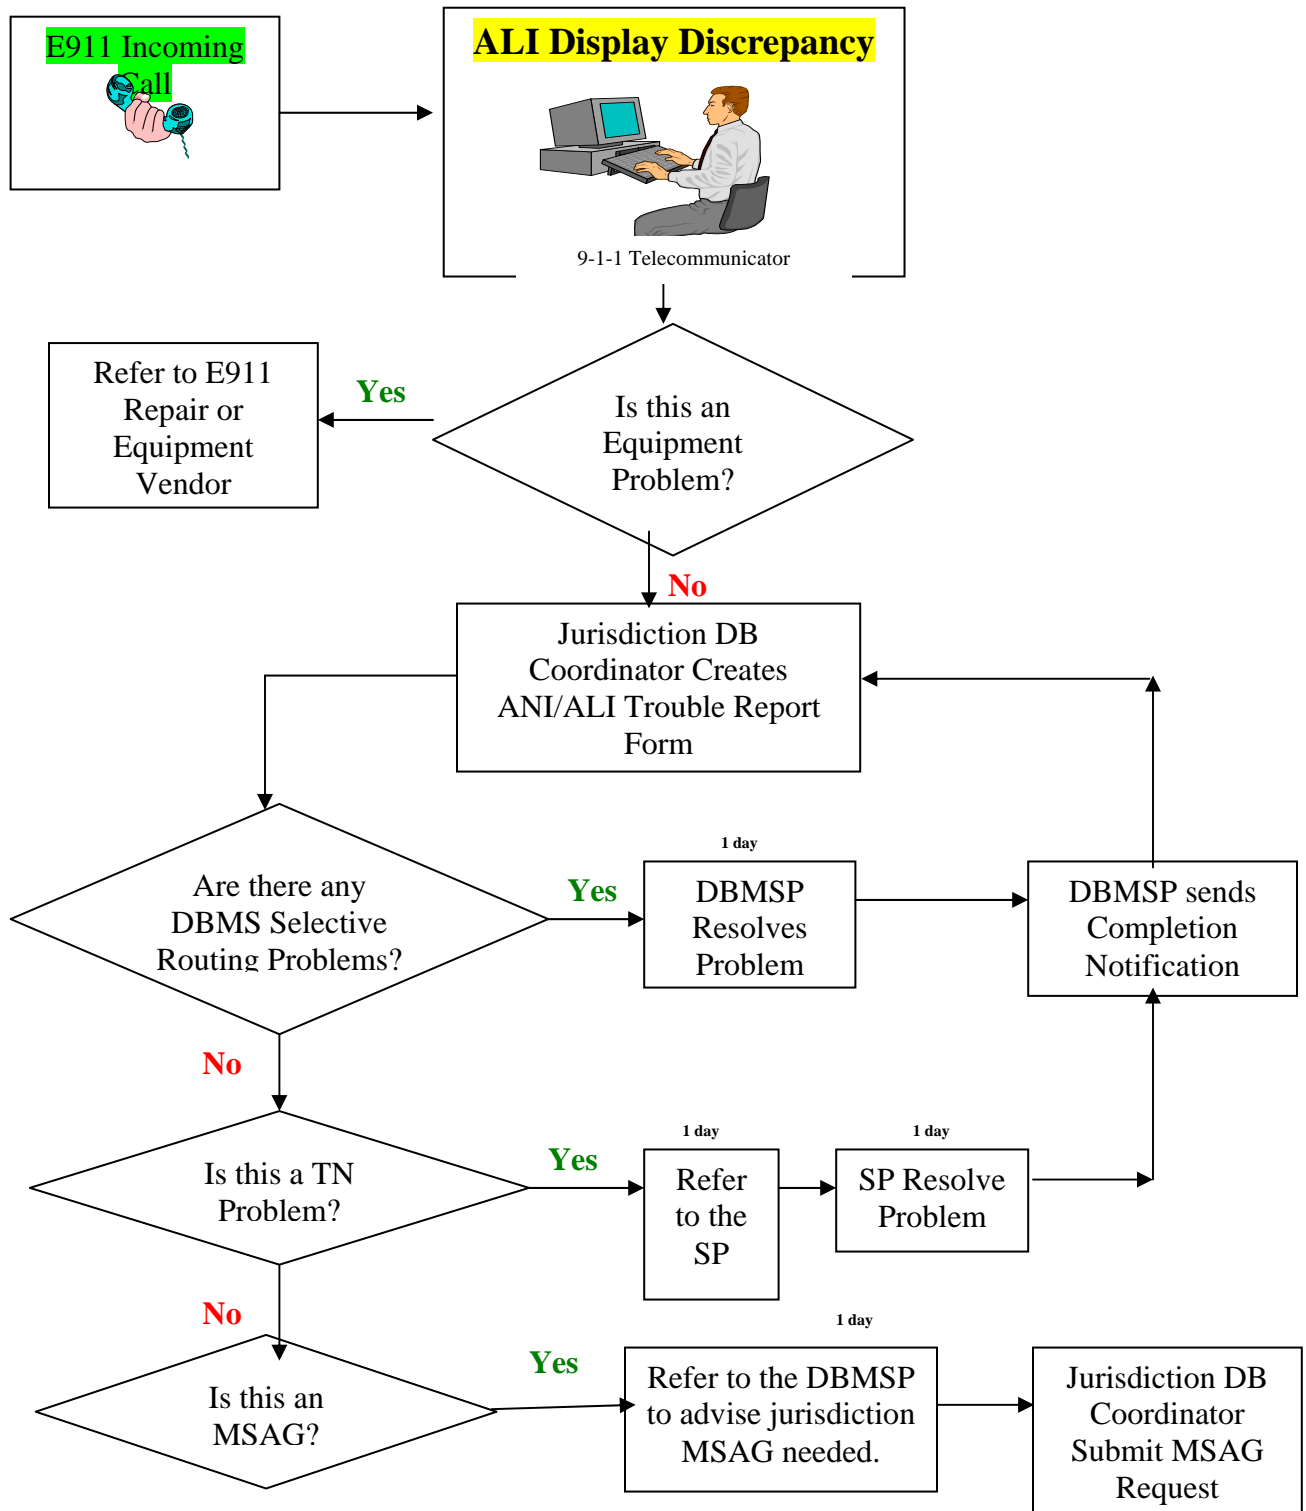 E911 Incoming
Call
ALI Display Discrepancy
9-1-1 Telecommunicator
Refer to E911
Repair or
Equipment
Vendor
Yes
Is this an
Equipment
Problem?
No
Jurisdiction DB
Coordinator Creates
ANI/ALI Trouble Report
Form
Are there any
DBMS Selective
Routing Problems?
Yes
1 day
DBMSP
Resolves
Problem
DBMSP sends
Completion
Notification
No
Is this a TN
Problem?
Yes
1 day
Refer
to the
SP
1 day
SP Resolve
Problem
No
Is this an
MSAG?
Yes
1 day
Refer to the DBMSP
to advise jurisdiction
MSAG needed.
Jurisdiction DB
Coordinator
Submit MSAG
Request